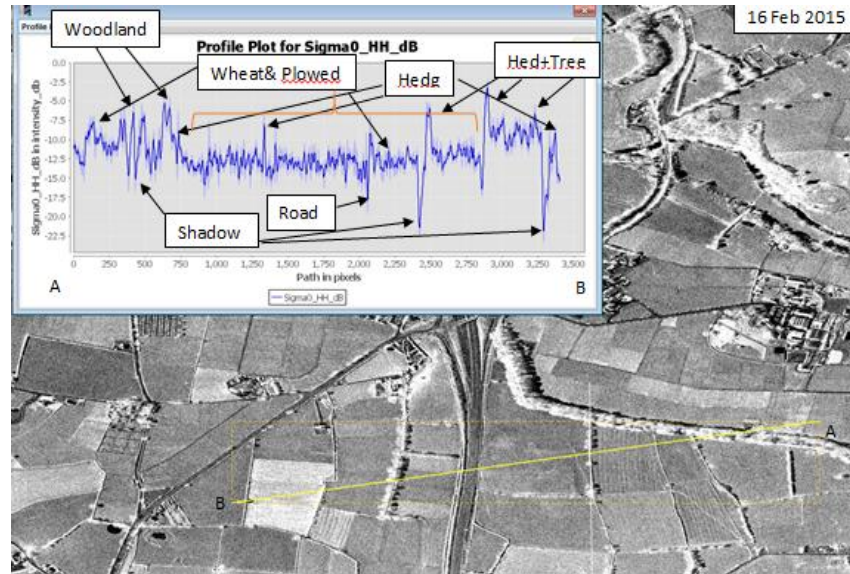 16 Feb 2015
Profile Plot for Sigma0_HH_dB
Woodland
Wheat& Plowed
Hedg
Hed+Tree
Shadow
Road
Sigma0_HH_dB in intensity_db
0.0
-2.5
-5.0
-7.5
-10.0
-12.5
-15.0
-17.5
-20.0
-22.5
0 250 500 750 1,000 1,250 1,500 1,750 2,000 2,250 2,500 2,750 3,000 3,250 3,500
Path in pixels
A
B
Sigma0_HH_dB
A
B